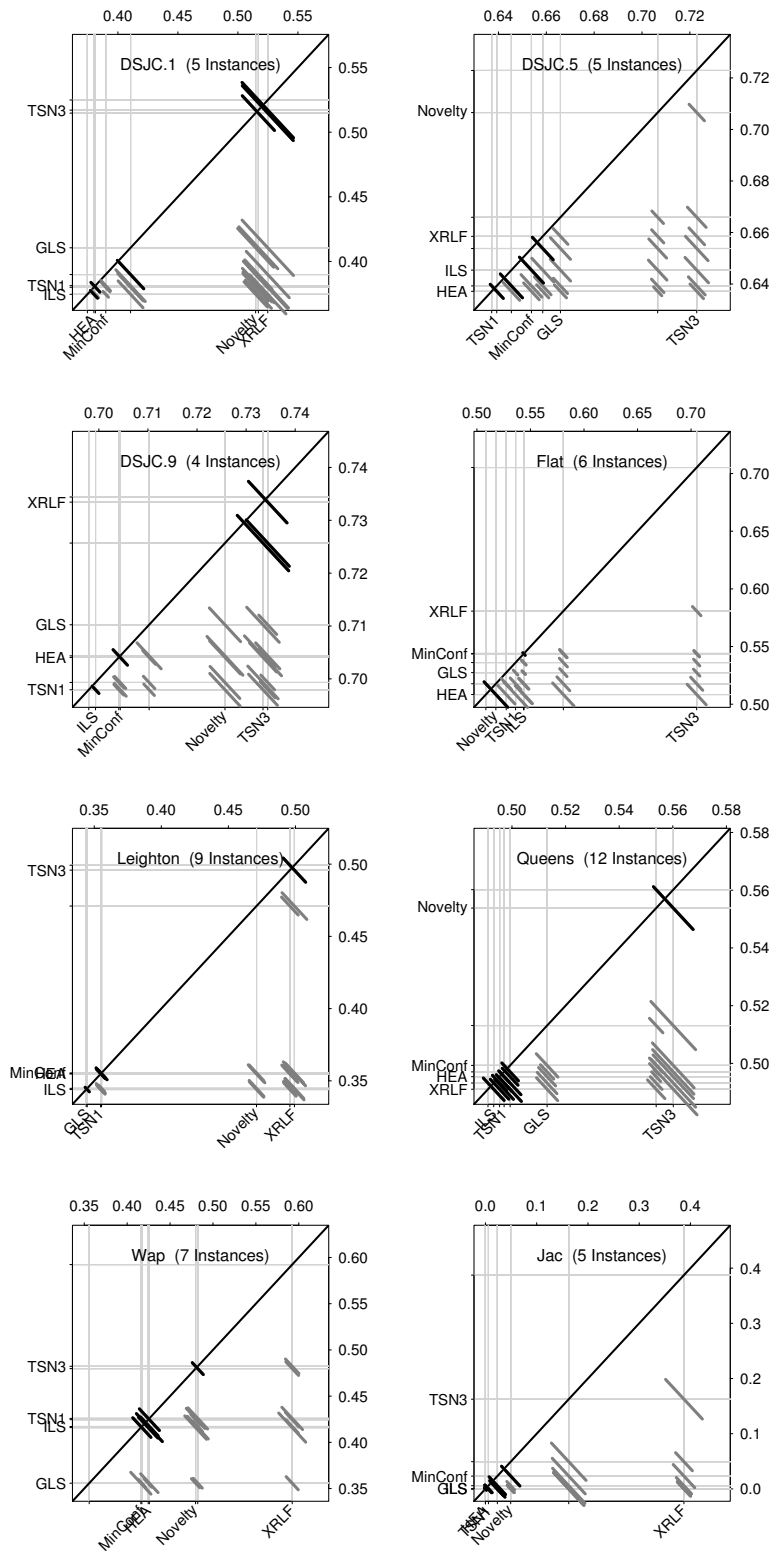 0.40 0.45 0.50 0.55
DSJC.1 (5 Instances)
0.55
TSN3
0.50
0.45
GLS
0.40
TSN1
ILS
HEA
MinConf
Novelty
XRLF
0.64 0.66 0.68 0.70 0.72
DSJC.5 (5 Instances)
0.72
Novelty
0.70
0.68
XRLF
0.66
ILS
0.64
HEA
TSN1
MinConf
GLS
TSN3
0.70 0.71 0.72 0.73 0.74
DSJC.9 (4 Instances)
0.74
XRLF
0.73
0.72
GLS
0.71
HEA
0.70
TSN1
ILS
MinConf
Novelty
TSN3
0.50 0.55 0.60 0.65 0.70
Flat (6 Instances)
0.70
0.65
XRLF
0.60
MinConf
0.55
GLS
HEA
0.50
Novelty
TSN1
ILS
TSN3
0.35 0.40 0.45 0.50
Leighton (9 Instances)
TSN3
0.50
0.45
0.40
MinConf
HEA
0.35
ILS
GLS
TSN1
Novelty
XRLF
0.50 0.52 0.54 0.56 0.58
Queens (12 Instances)
0.58
0.56
Novelty
0.54
0.52
MinConf
0.50
HEA
XRLF
ILS
TSN1
GLS
TSN3
0.35 0.40 0.45 0.50 0.55 0.60
Wap (7 Instances)
0.60
0.55
TSN3
0.50
0.45
TSN1
ILS
0.40
GLS
0.35
MinConf
HEA
Novelty
XRLF
0.0 0.1 0.2 0.3 0.4
Jac (5 Instances)
0.4
0.3
TSN3
0.2
0.1
MinConf
GLS
0.0
HEA
TSN1
Novelty
XRLF